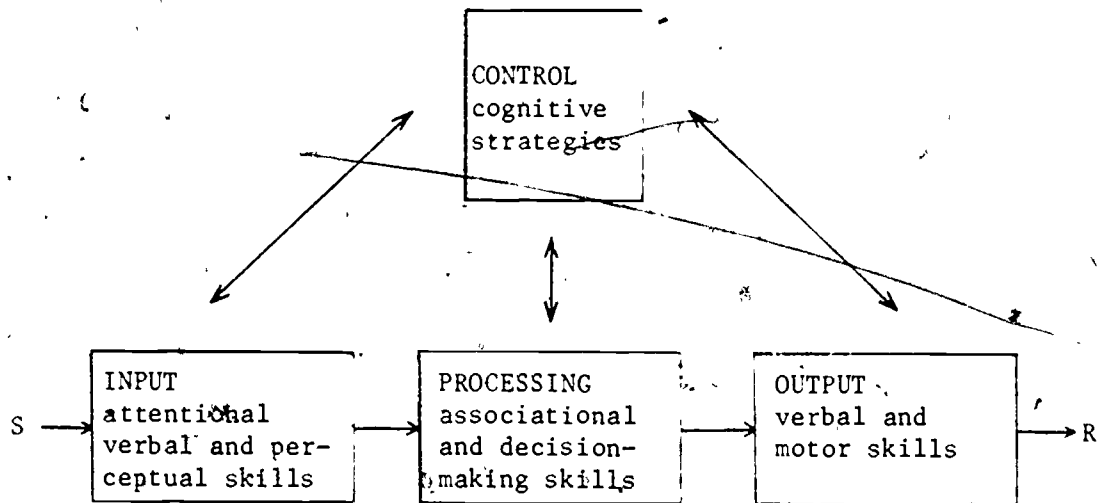 CONTROL
cognitive
strategies
INPUT
attentional
verbal and per-
ceptual skills
PROCESSING
associational
and decision-
making skills
OUTPUT
verbal and
motor skills
S
R